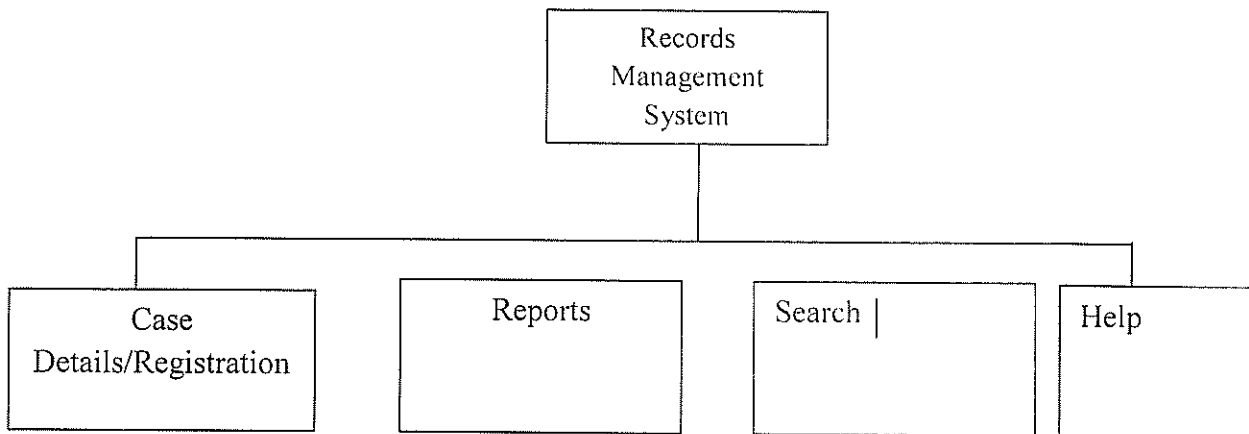 Records
Management
System
Case
Details/Registration
Reports
Search
Help